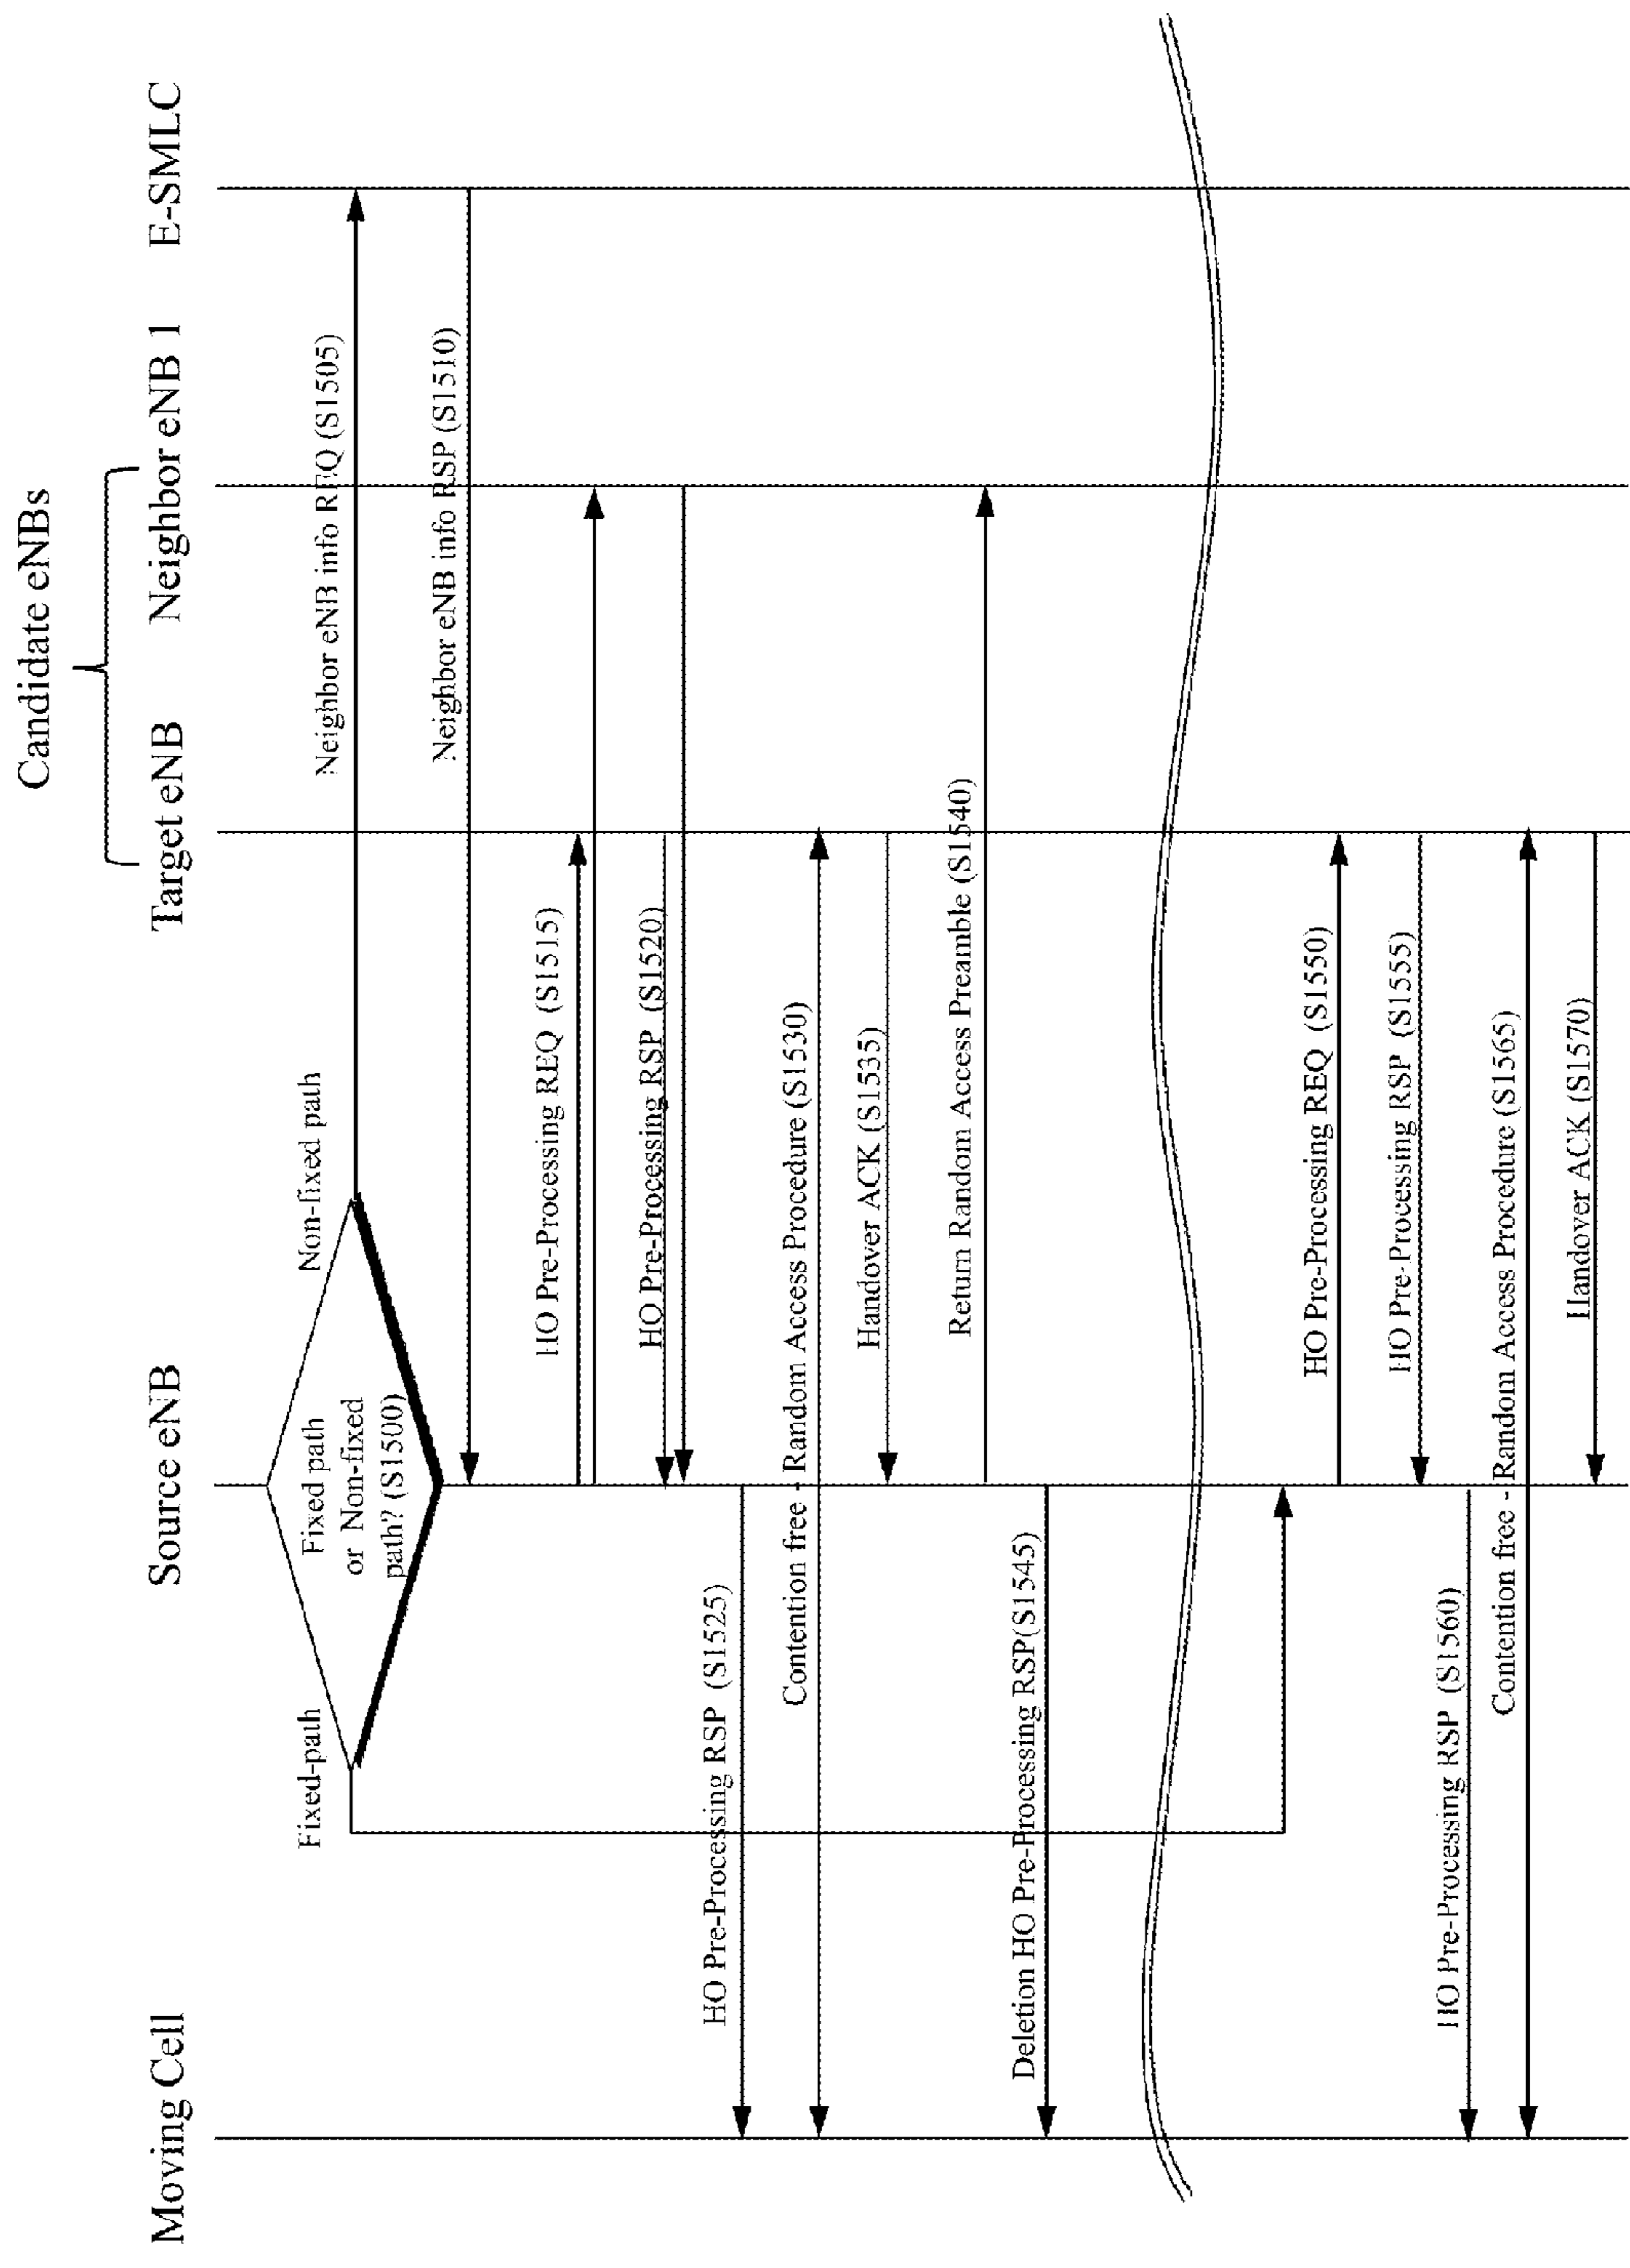 Candidate eNBs
Moving Cell
Source eNB
Target eNB
Neighbor eNB 1
E-SMLC
Fixed path
or Non-fixed
path? (S1500)
Fixed-path
Non-fixed path
Neighbor eNB info REQ (S1505)
Neighbor eNB info RSP (S1510)
HO Pre-Processing REQ (S1515)
HO Pre-Processing RSP (S1520)
HO Pre-Processing RSP (S1525)
Contention free - Random Access Procedure (S1530)
Handover ACK (S1535)
Return Random Access Preamble (S1540)
Deletion HO Pre-Processing RSP(S1545)
HO Pre-Processing REQ (S1550)
HO Pre-Processing RSP (S1555)
HO Pre-Processing RSP (S1560)
Contention free - Random Access Procedure (S1565)
Handover ACK (S1570)